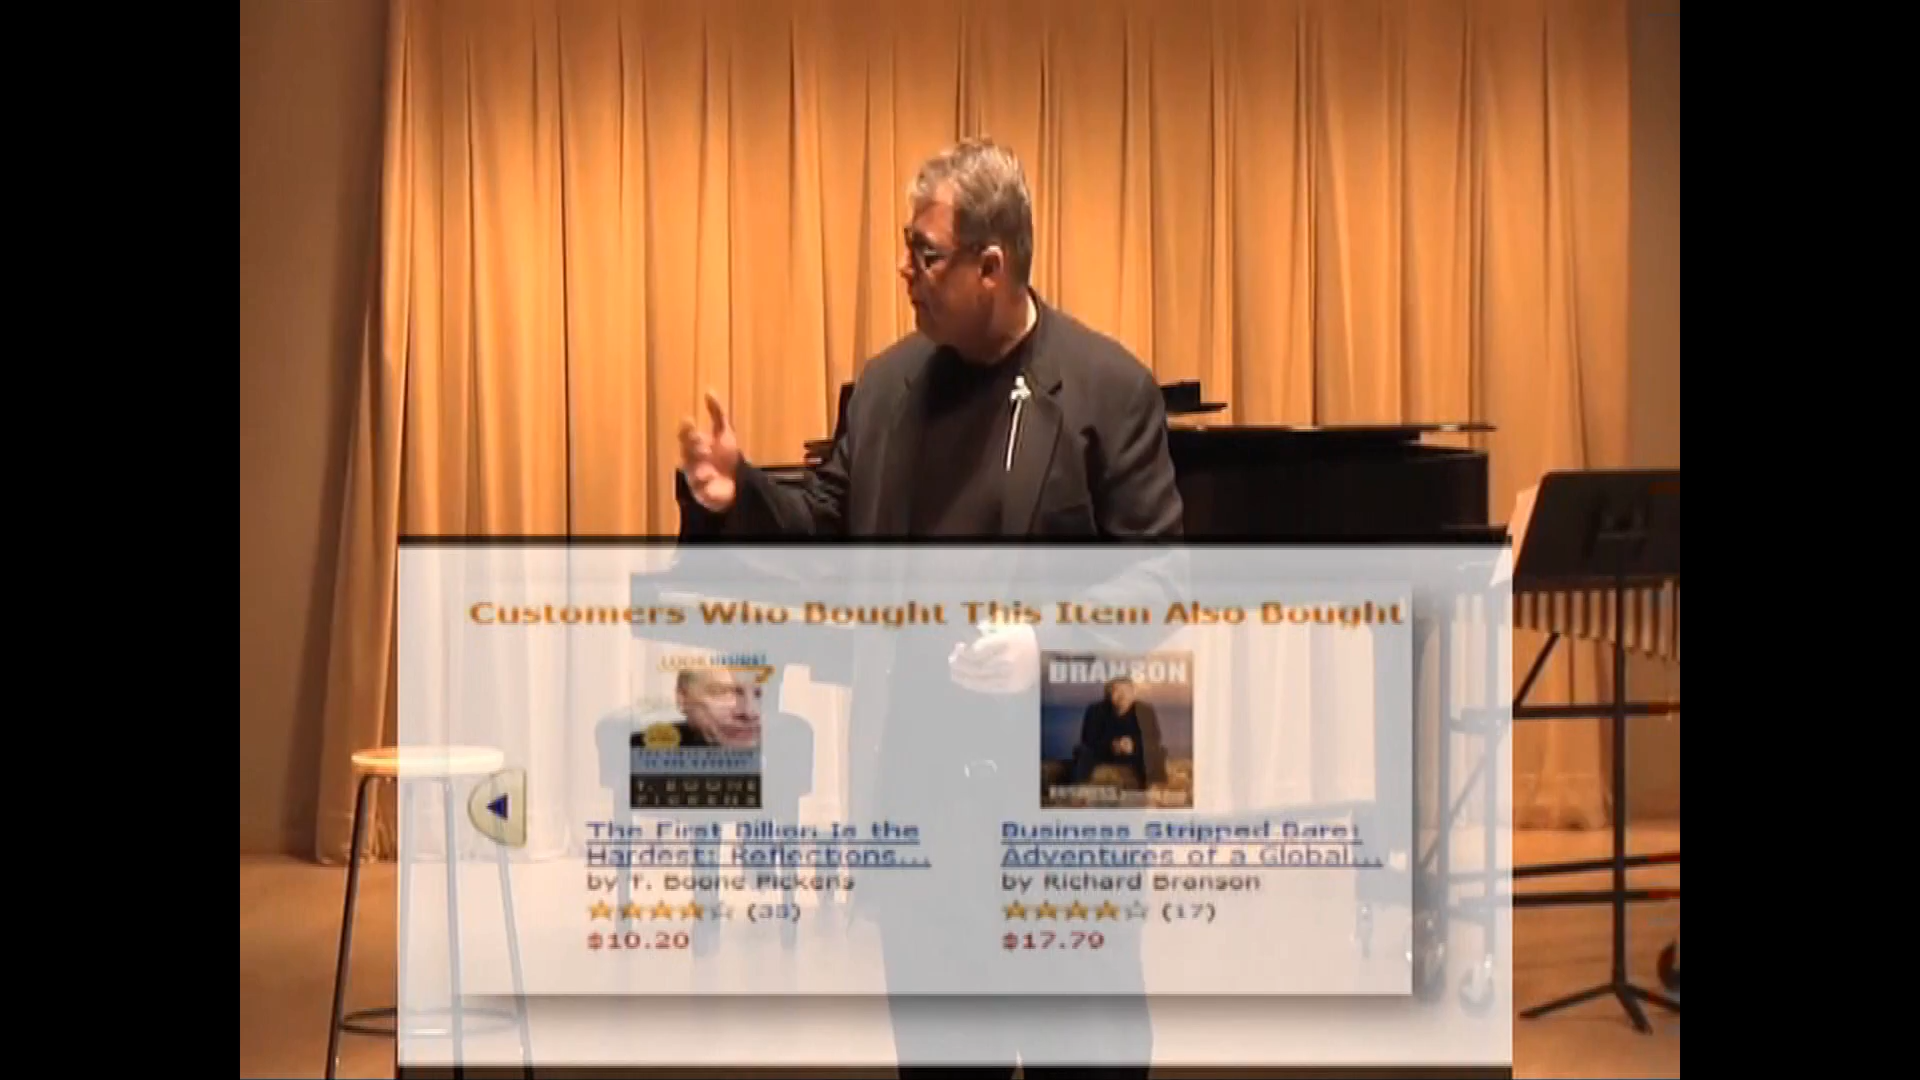 Customers Who Bought This Item Also Bought
BRANSON
T. BOONE
PICKENS
The First Billion Is the
Hardest: Reflections...
by T. Boone Pickens
(35)
$10.20
Business Stripped Bare:
Adventures of a Global...
by Richard Branson
(17)
$17.79